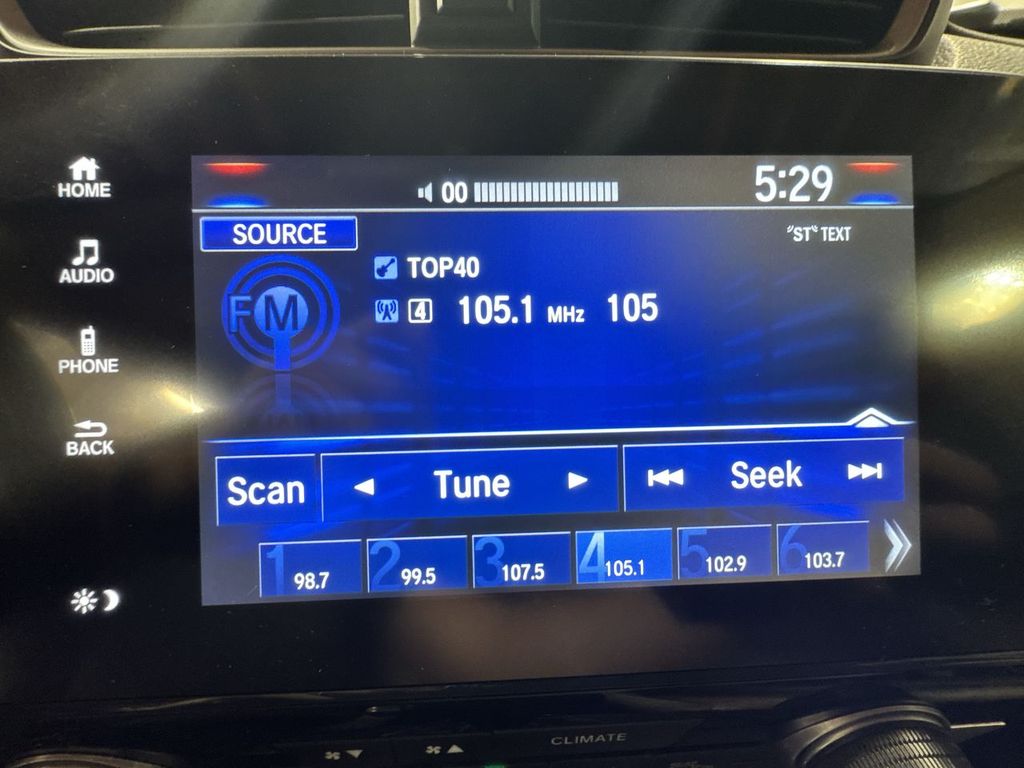 HOME
AUDIO
PHONE
BACK
00
5:29
SOURCE
"ST" TEXT
FM
TOP40
4 105.1 MHz 105
Scan
Tune
Seek
1 98.7
2 99.5
3 107.5
4 105.1
5 102.9
6 103.7
CLIMATE